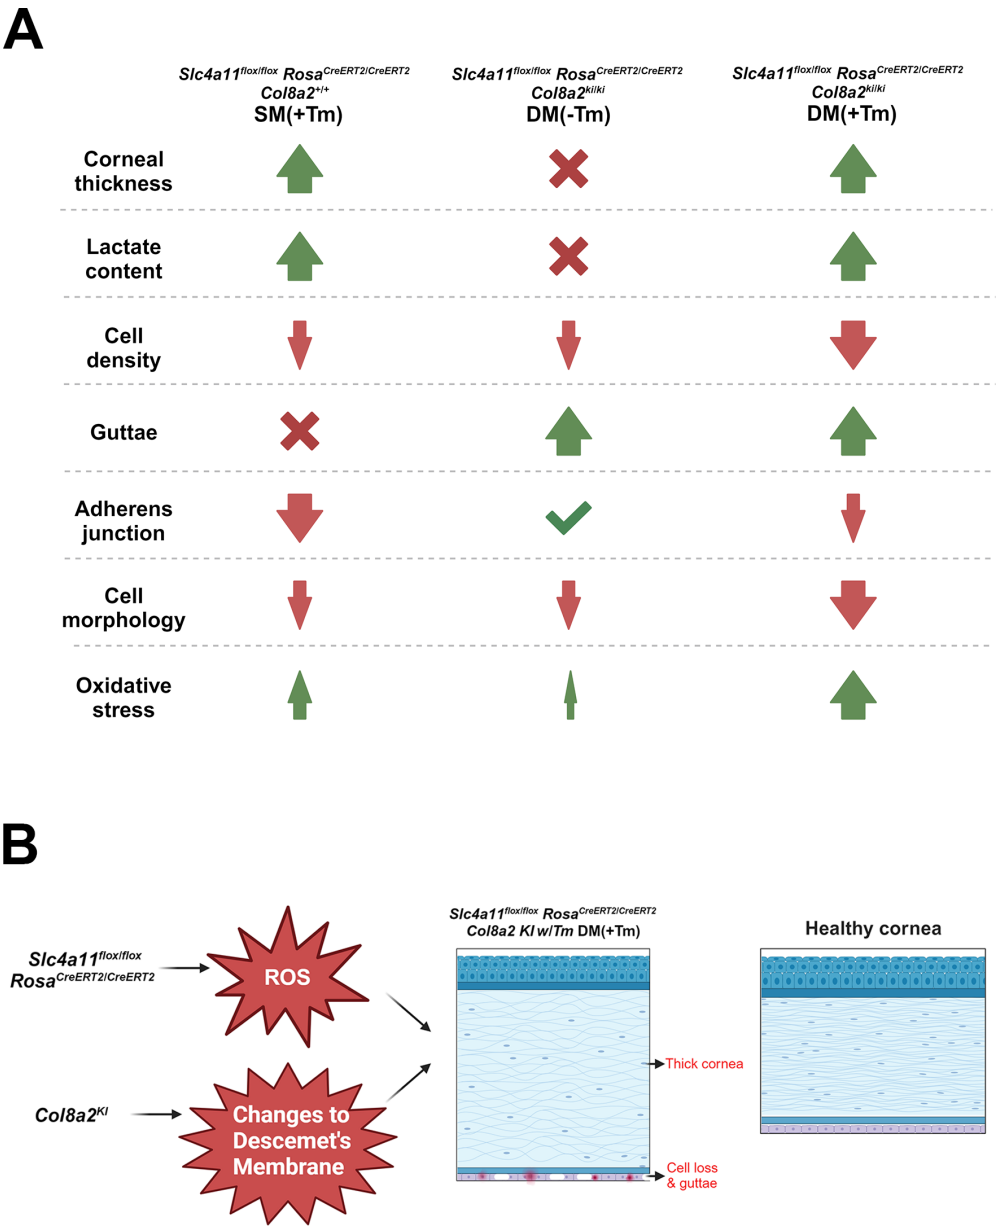 A
Slc4a11flox/flox RosaCreERT2/CreERT2
Col8a2+/+
SM(+Tm)
Slc4a11flox/flox RosaCreERT2/CreERT2
Col8a2ki/ki
DM(-Tm)
Slc4a11flox/flox RosaCreERT2/CreERT2
Col8a2ki/ki
DM(+Tm)
Corneal
thickness
Lactate
content
Cell
density
Guttae
Adherens
junction
Cell
morphology
Oxidative
stress
B
Slc4a11flox/flox
RosaCreERT2/CreERT2
ROS
Col8a2KI
Changes to
Descemet's
Membrane
Slc4a11flox/flox RosaCreERT2/CreERT2
Col8a2 KI w/Tm DM(+Tm)
Thick cornea
Cell loss
& guttae
Healthy cornea